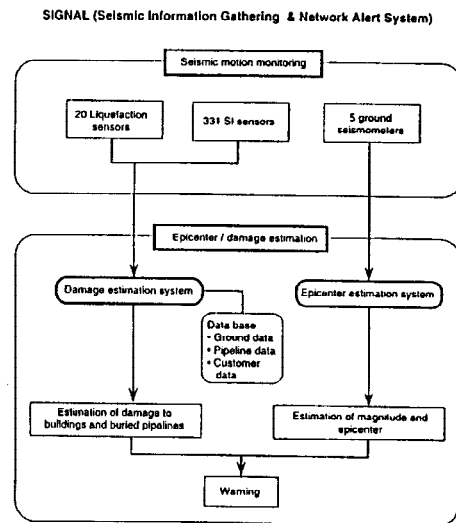 SIGNAL (Seismic Information Gathering & Network Alert System)
Seismic motion monitoring
20 Liquefaction
sensors
331 SI sensors
5 ground
seismometers
Epicenter / damage estimation
Damage estimation system
Epicenter estimation system
Data base
- Ground data
• Pipeline data
• Customer
data
Estimation of damage to
buildings and buried pipelines
Estimation of magnitude and
epicenter
Warning